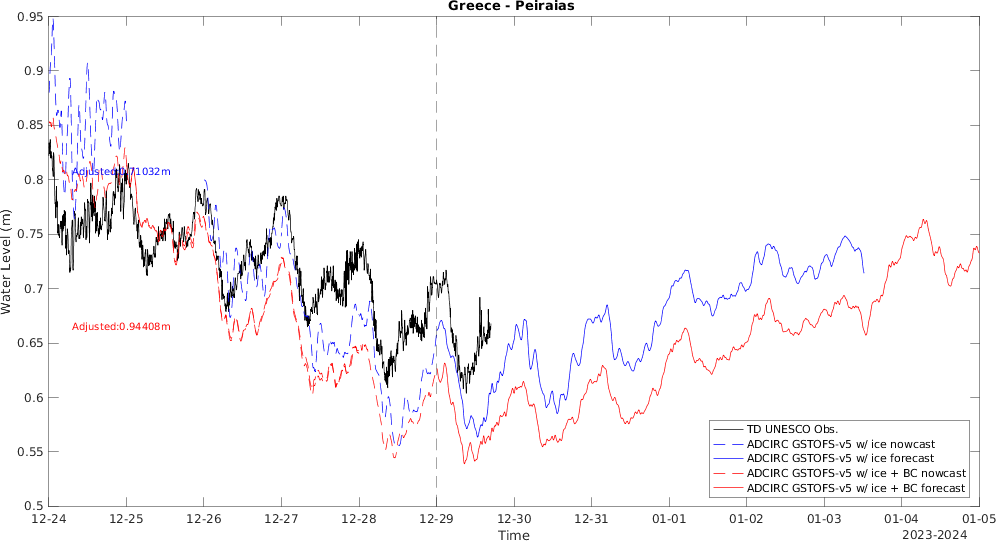 Greece - Peiraias
0.95
0.9
0.85
0.8
0.75
0.7
0.65
0.6
0.55
0.5
Water Level (m)
Adjusted:0.71032m
Adjusted:0.94408m
TD UNESCO Obs.
ADCIRC GSTOFS-v5 w/ ice nowcast
ADCIRC GSTOFS-v5 w/ ice forecast
ADCIRC GSTOFS-v5 w/ ice + BC nowcast
ADCIRC GSTOFS-v5 w/ ice + BC forecast
12-24 12-25 12-26 12-27 12-28 12-29 12-30 12-31 01-01 01-02 01-03 01-04 01-05
Time
2023-2024